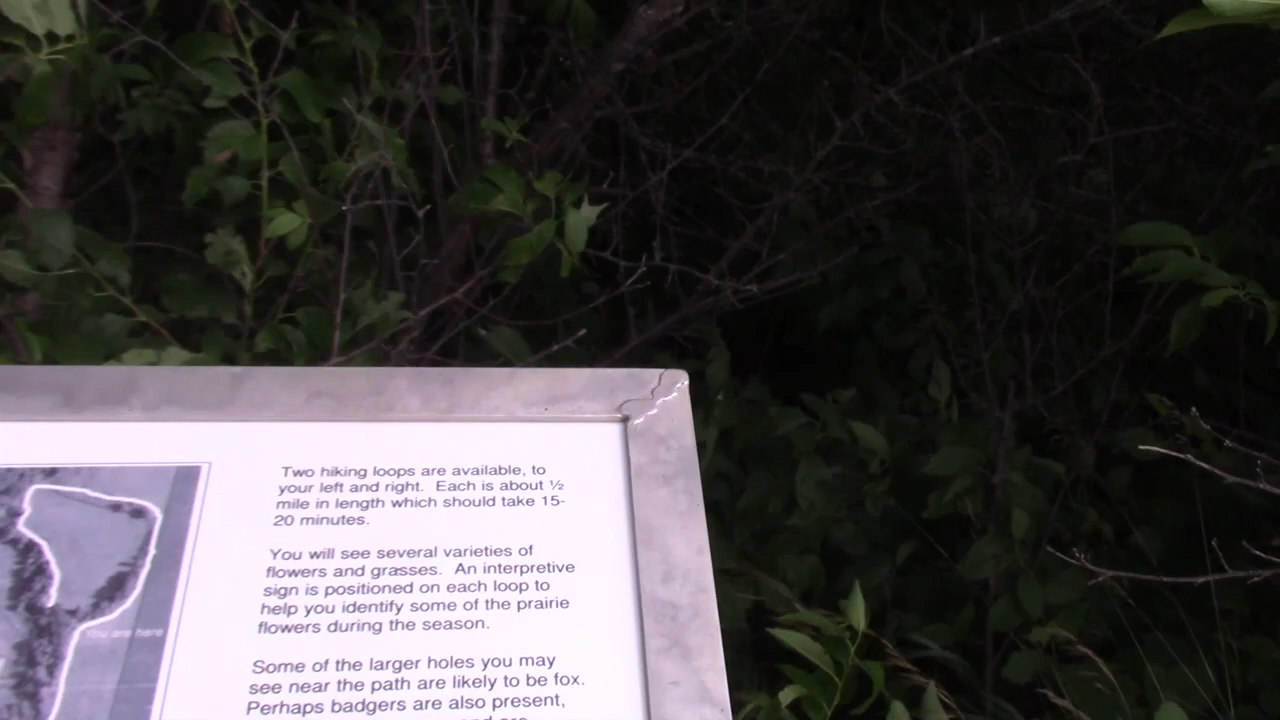 Two hiking loops are available, to
your left and right. Each is about ½
mile in length which should take 15-
20 minutes.
You will see several varieties of
flowers and grasses. An interpretive
sign is positioned on each loop to
help you identify some of the prairie
flowers during the season.
You are here
Some of the larger holes you may
see near the path are likely to be fox.
Perhaps badgers are also present,
and are